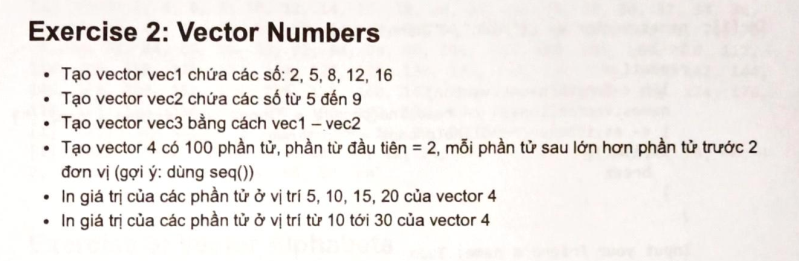 Exercise 2: Vector Numbers
• Tạo vector vec1 chứa các số: 2, 5, 8, 12, 16
• Tạo vector vec2 chứa các số từ 5 đến 9
• Tạo vector vec3 bằng cách vec1 – vec2
• Tạo vector 4 có 100 phần tử, phần tử đầu tiên = 2, mỗi phần tử sau lớn hơn phần tử trước 2
đơn vị (gợi ý: dùng seq())
• In giá trị của các phần tử ở vị trí 5, 10, 15, 20 của vector 4
• In giá trị của các phần tử ở vị trí từ 10 tới 30 của vector 4